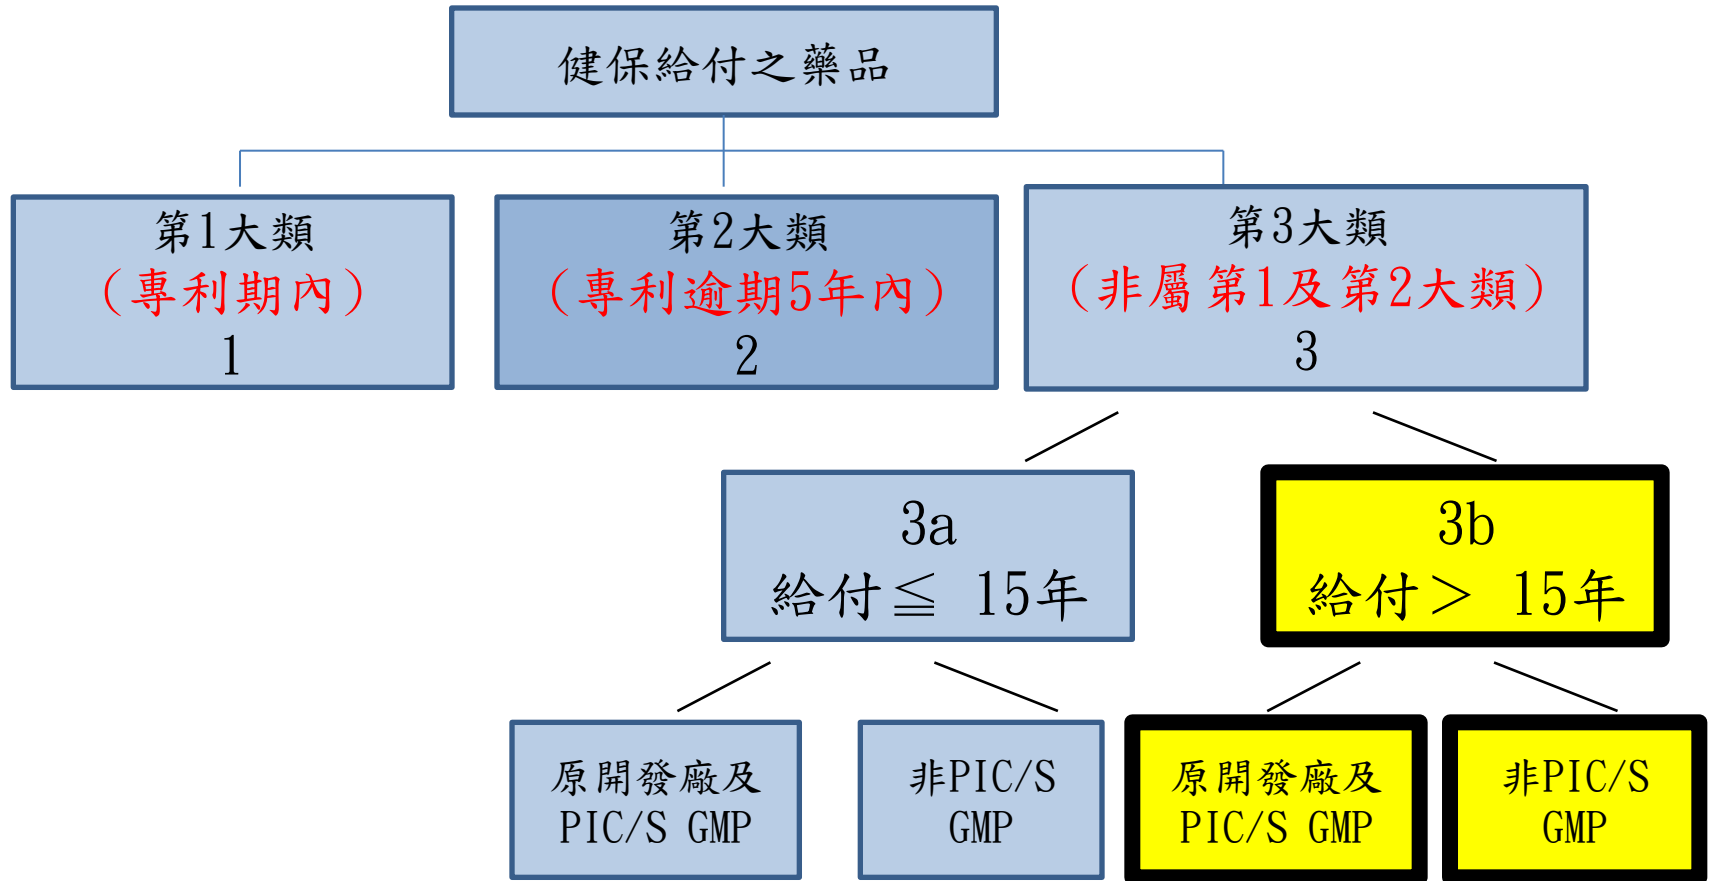 健保給付之藥品
第1大類
(專利期內)
1
第2大類
(專利逾期5年內)
2
第3大類
(非屬第1及第2大類)
3
3a
給付≦ 15年
3b
給付> 15年
原開發廠及
PIC/S GMP
非PIC/S
GMP
原開發廠及
PIC/S GMP
非PIC/S
GMP